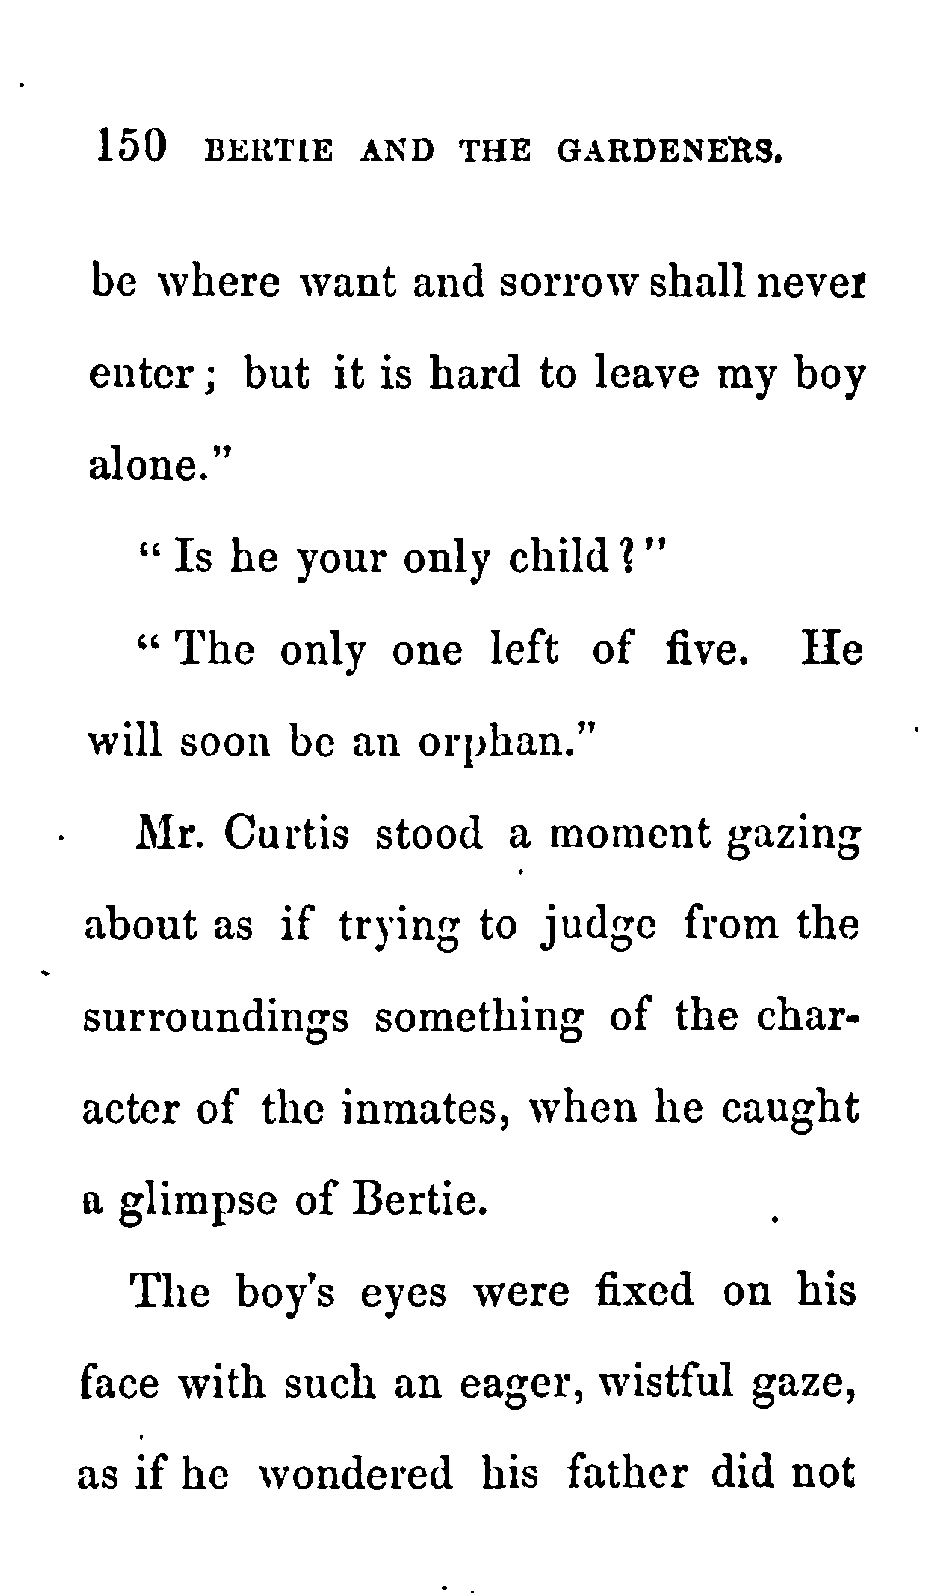 150 BERTIE AND THE GARDENERS.
be where want and sorrow shall never
enter; but it is hard to leave my boy
alone."
"Is he your only child?"
"The only one left of five. He
will soon be an orphan."
Mr. Curtis stood a moment gazing
about as if trying to judge from the
surroundings something of the char-
acter of the inmates, when he caught
a glimpse of Bertie.
The boy's eyes were fixed on his
face with such an eager, wistful gaze,
as if he wondered his father did not